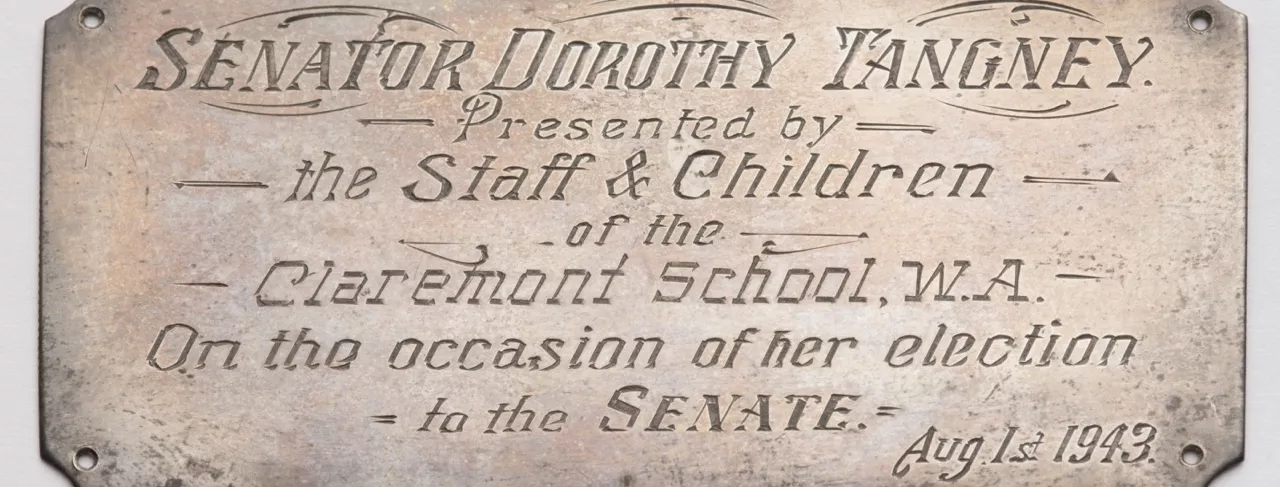 SENATOR DOROTHY TANGNEY.
Presented by
the Staff & Children
of the
Claremont School, W.A.
On the occasion of her election
to the SENATE.
Aug. 1st 1943.